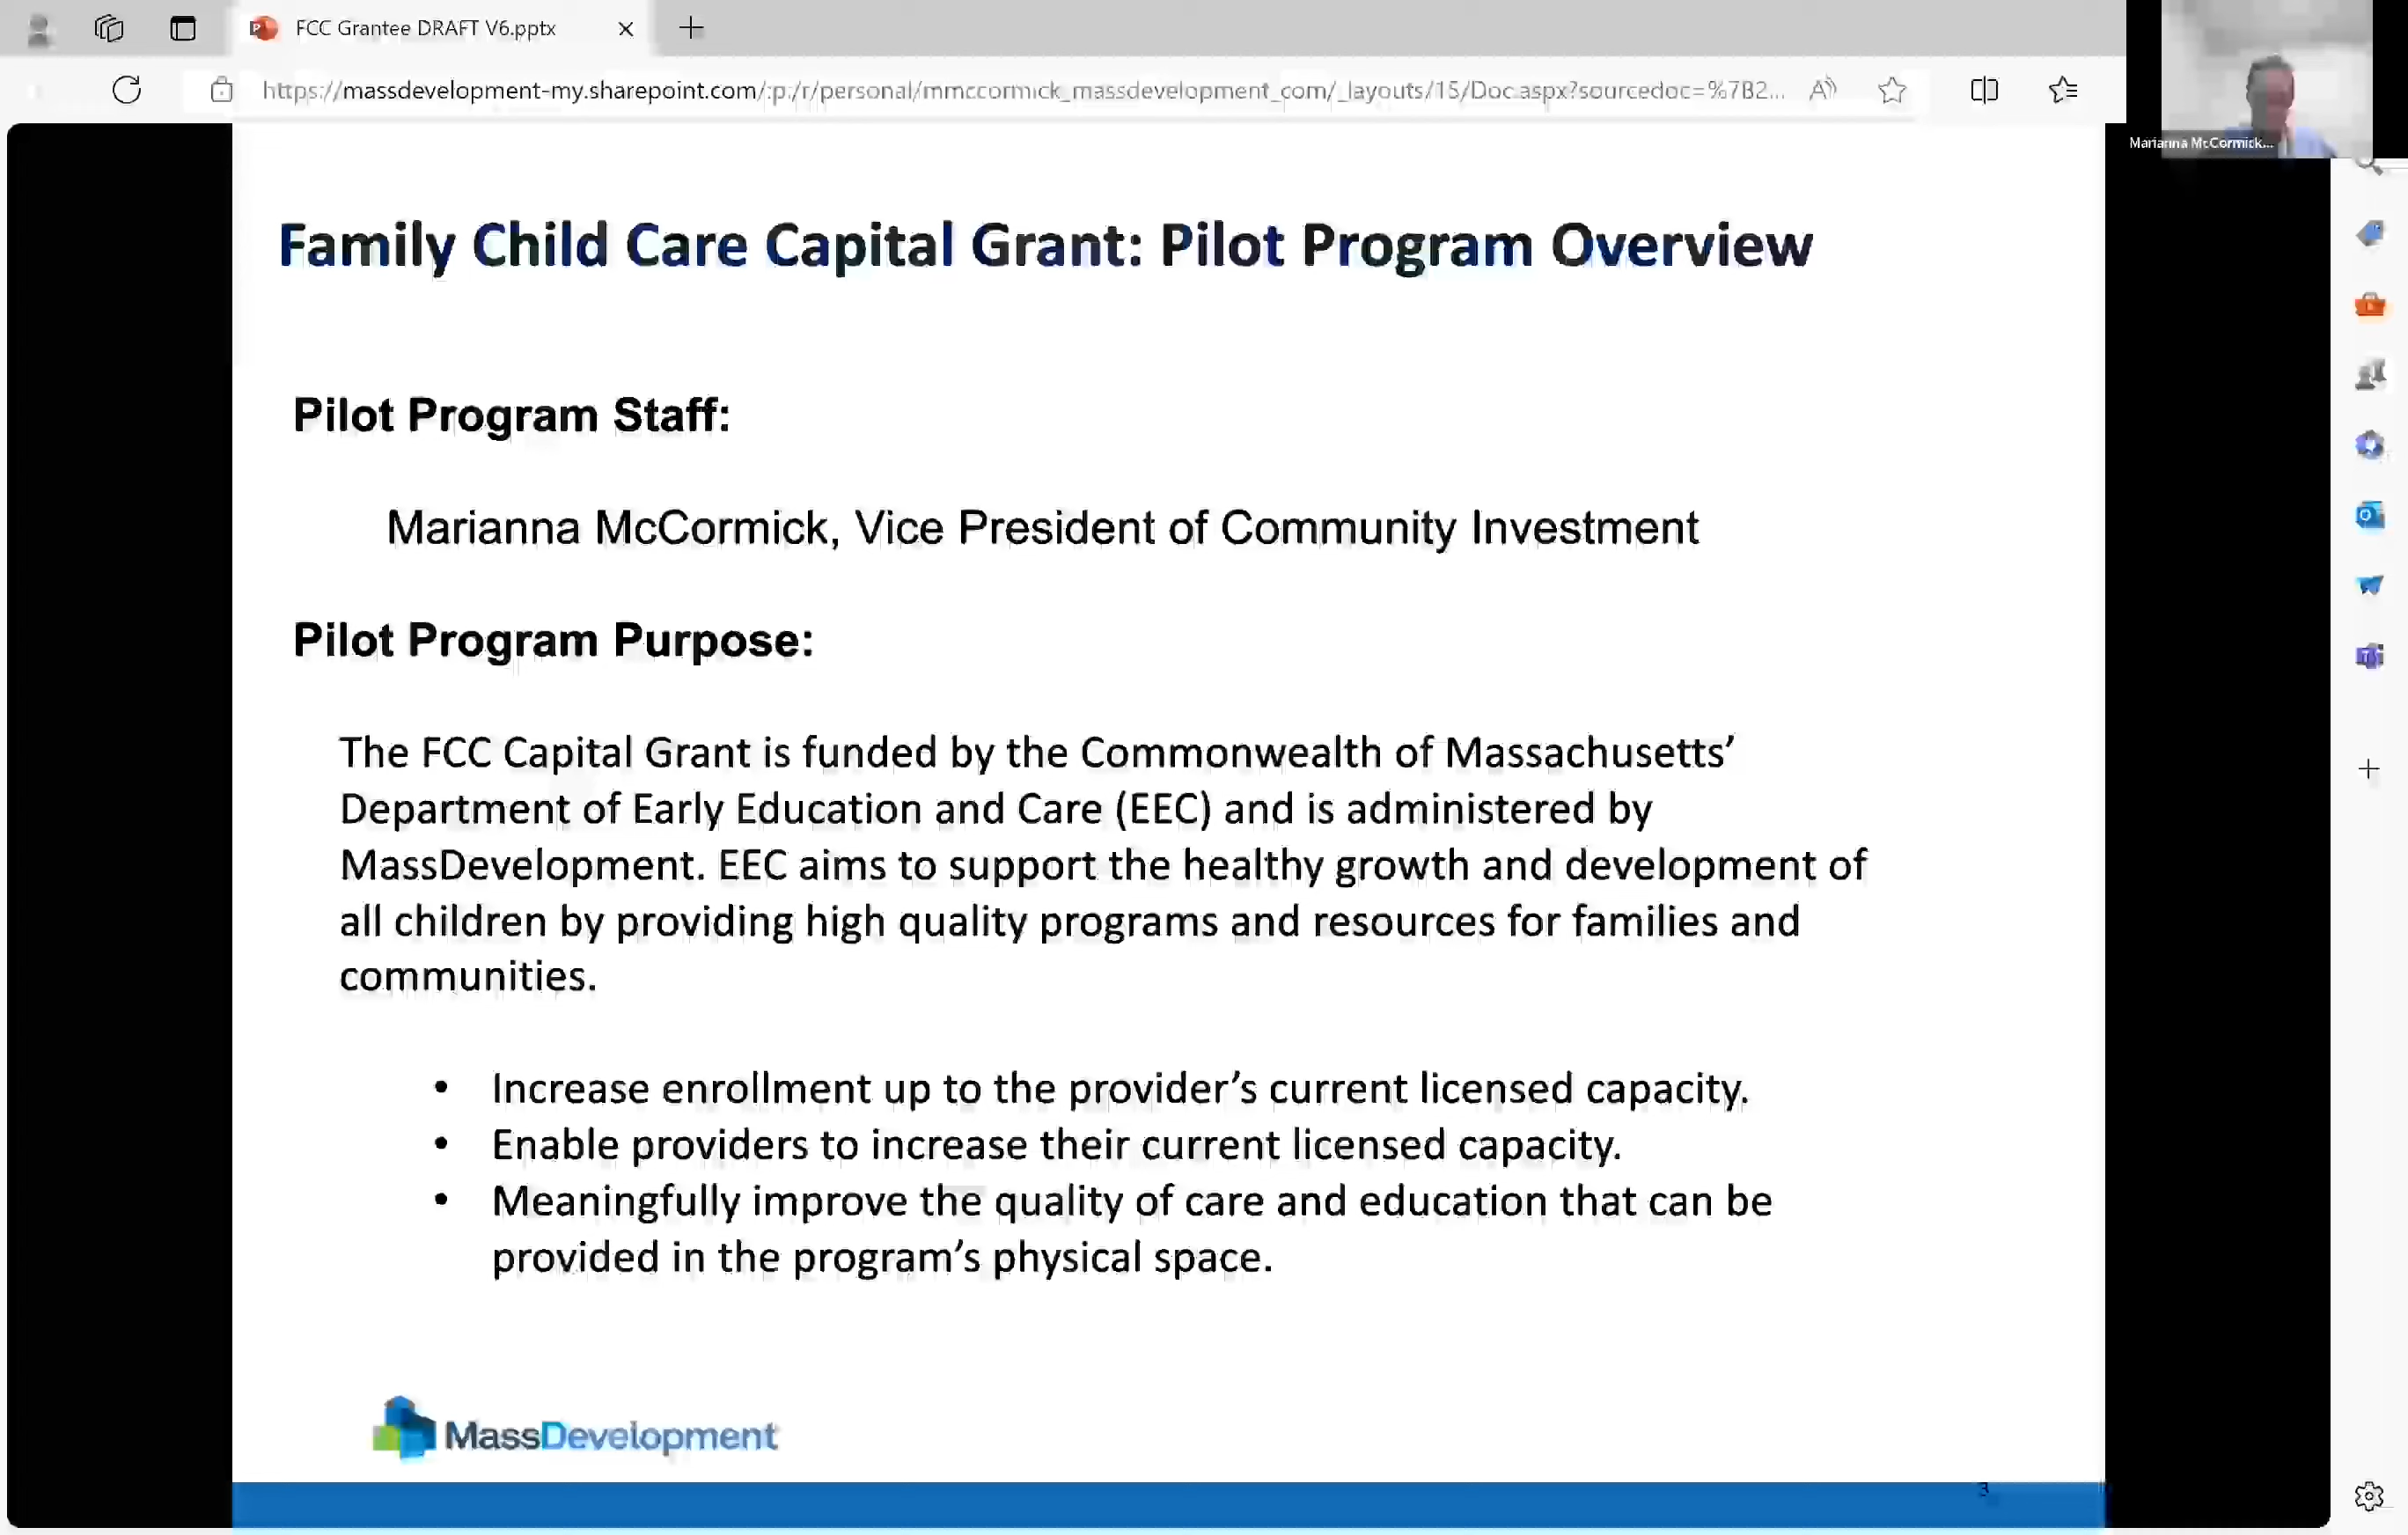 FCC Grantee DRAFT V6.pptx
https://massdevelopment-my.sharepoint.com/:p:/r/personal/mmccormick_massdevelopment_com/_layouts/15/Doc.aspx?sourcedoc=%7B2...
Marianna McCormick...
Family Child Care Capital Grant: Pilot Program Overview
Pilot Program Staff:
Marianna McCormick, Vice President of Community Investment
Pilot Program Purpose:
The FCC Capital Grant is funded by the Commonwealth of Massachusetts’
Department of Early Education and Care (EEC) and is administered by
MassDevelopment. EEC aims to support the healthy growth and development of
all children by providing high quality programs and resources for families and
communities.
• Increase enrollment up to the provider’s current licensed capacity.
• Enable providers to increase their current licensed capacity.
• Meaningfully improve the quality of care and education that can be
provided in the program’s physical space.
MassDevelopment
3